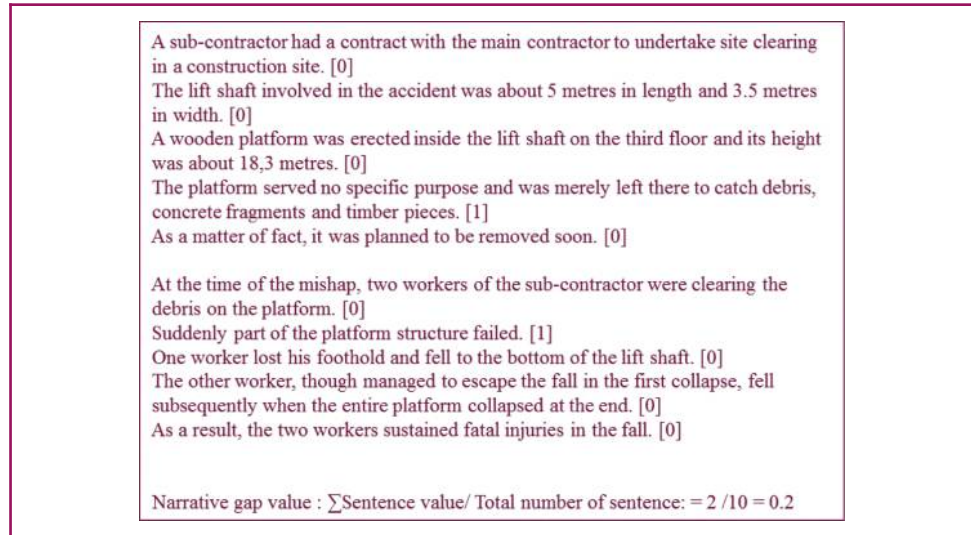 A sub-contractor had a contract with the main contractor to undertake site clearing
in a construction site. [0]
The lift shaft involved in the accident was about 5 metres in length and 3.5 metres
in width. [0]
A wooden platform was erected inside the lift shaft on the third floor and its height
was about 18,3 metres. [0]
The platform served no specific purpose and was merely left there to catch debris,
concrete fragments and timber pieces. [1]
As a matter of fact, it was planned to be removed soon. [0]
At the time of the mishap, two workers of the sub-contractor were clearing the
debris on the platform. [0]
Suddenly part of the platform structure failed. [1]
One worker lost his foothold and fell to the bottom of the lift shaft. [0]
The other worker, though managed to escape the fall in the first collapse, fell
subsequently when the entire platform collapsed at the end. [0]
As a result, the two workers sustained fatal injuries in the fall. [0]
Narrative gap value : ∑Sentence value/ Total number of sentence: = 2 /10 = 0.2